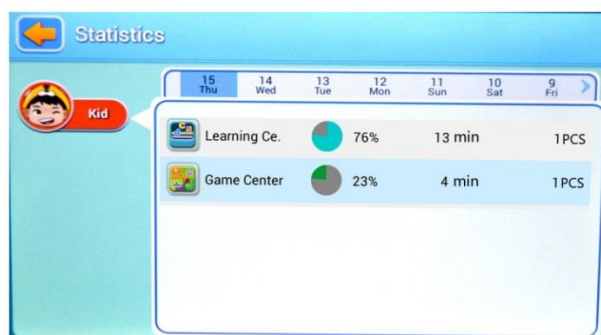 Statistics
15 14 13 12 11 10 9
Thu Wed Tue Mon Sun Sat Fri
Kid
Learning Ce. 76% 13 min 1PCS
Game Center 23% 4 min 1PCS